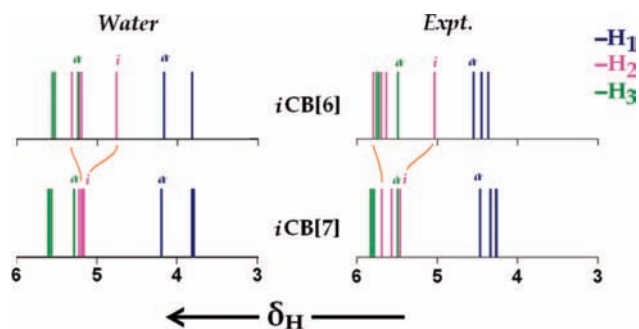 Water Expt.
–H1
–H2
–H3
a i a
a i a
iCB[6]
a i a
a i a
iCB[7]
6 5 4 3
6 5 4 3
δH